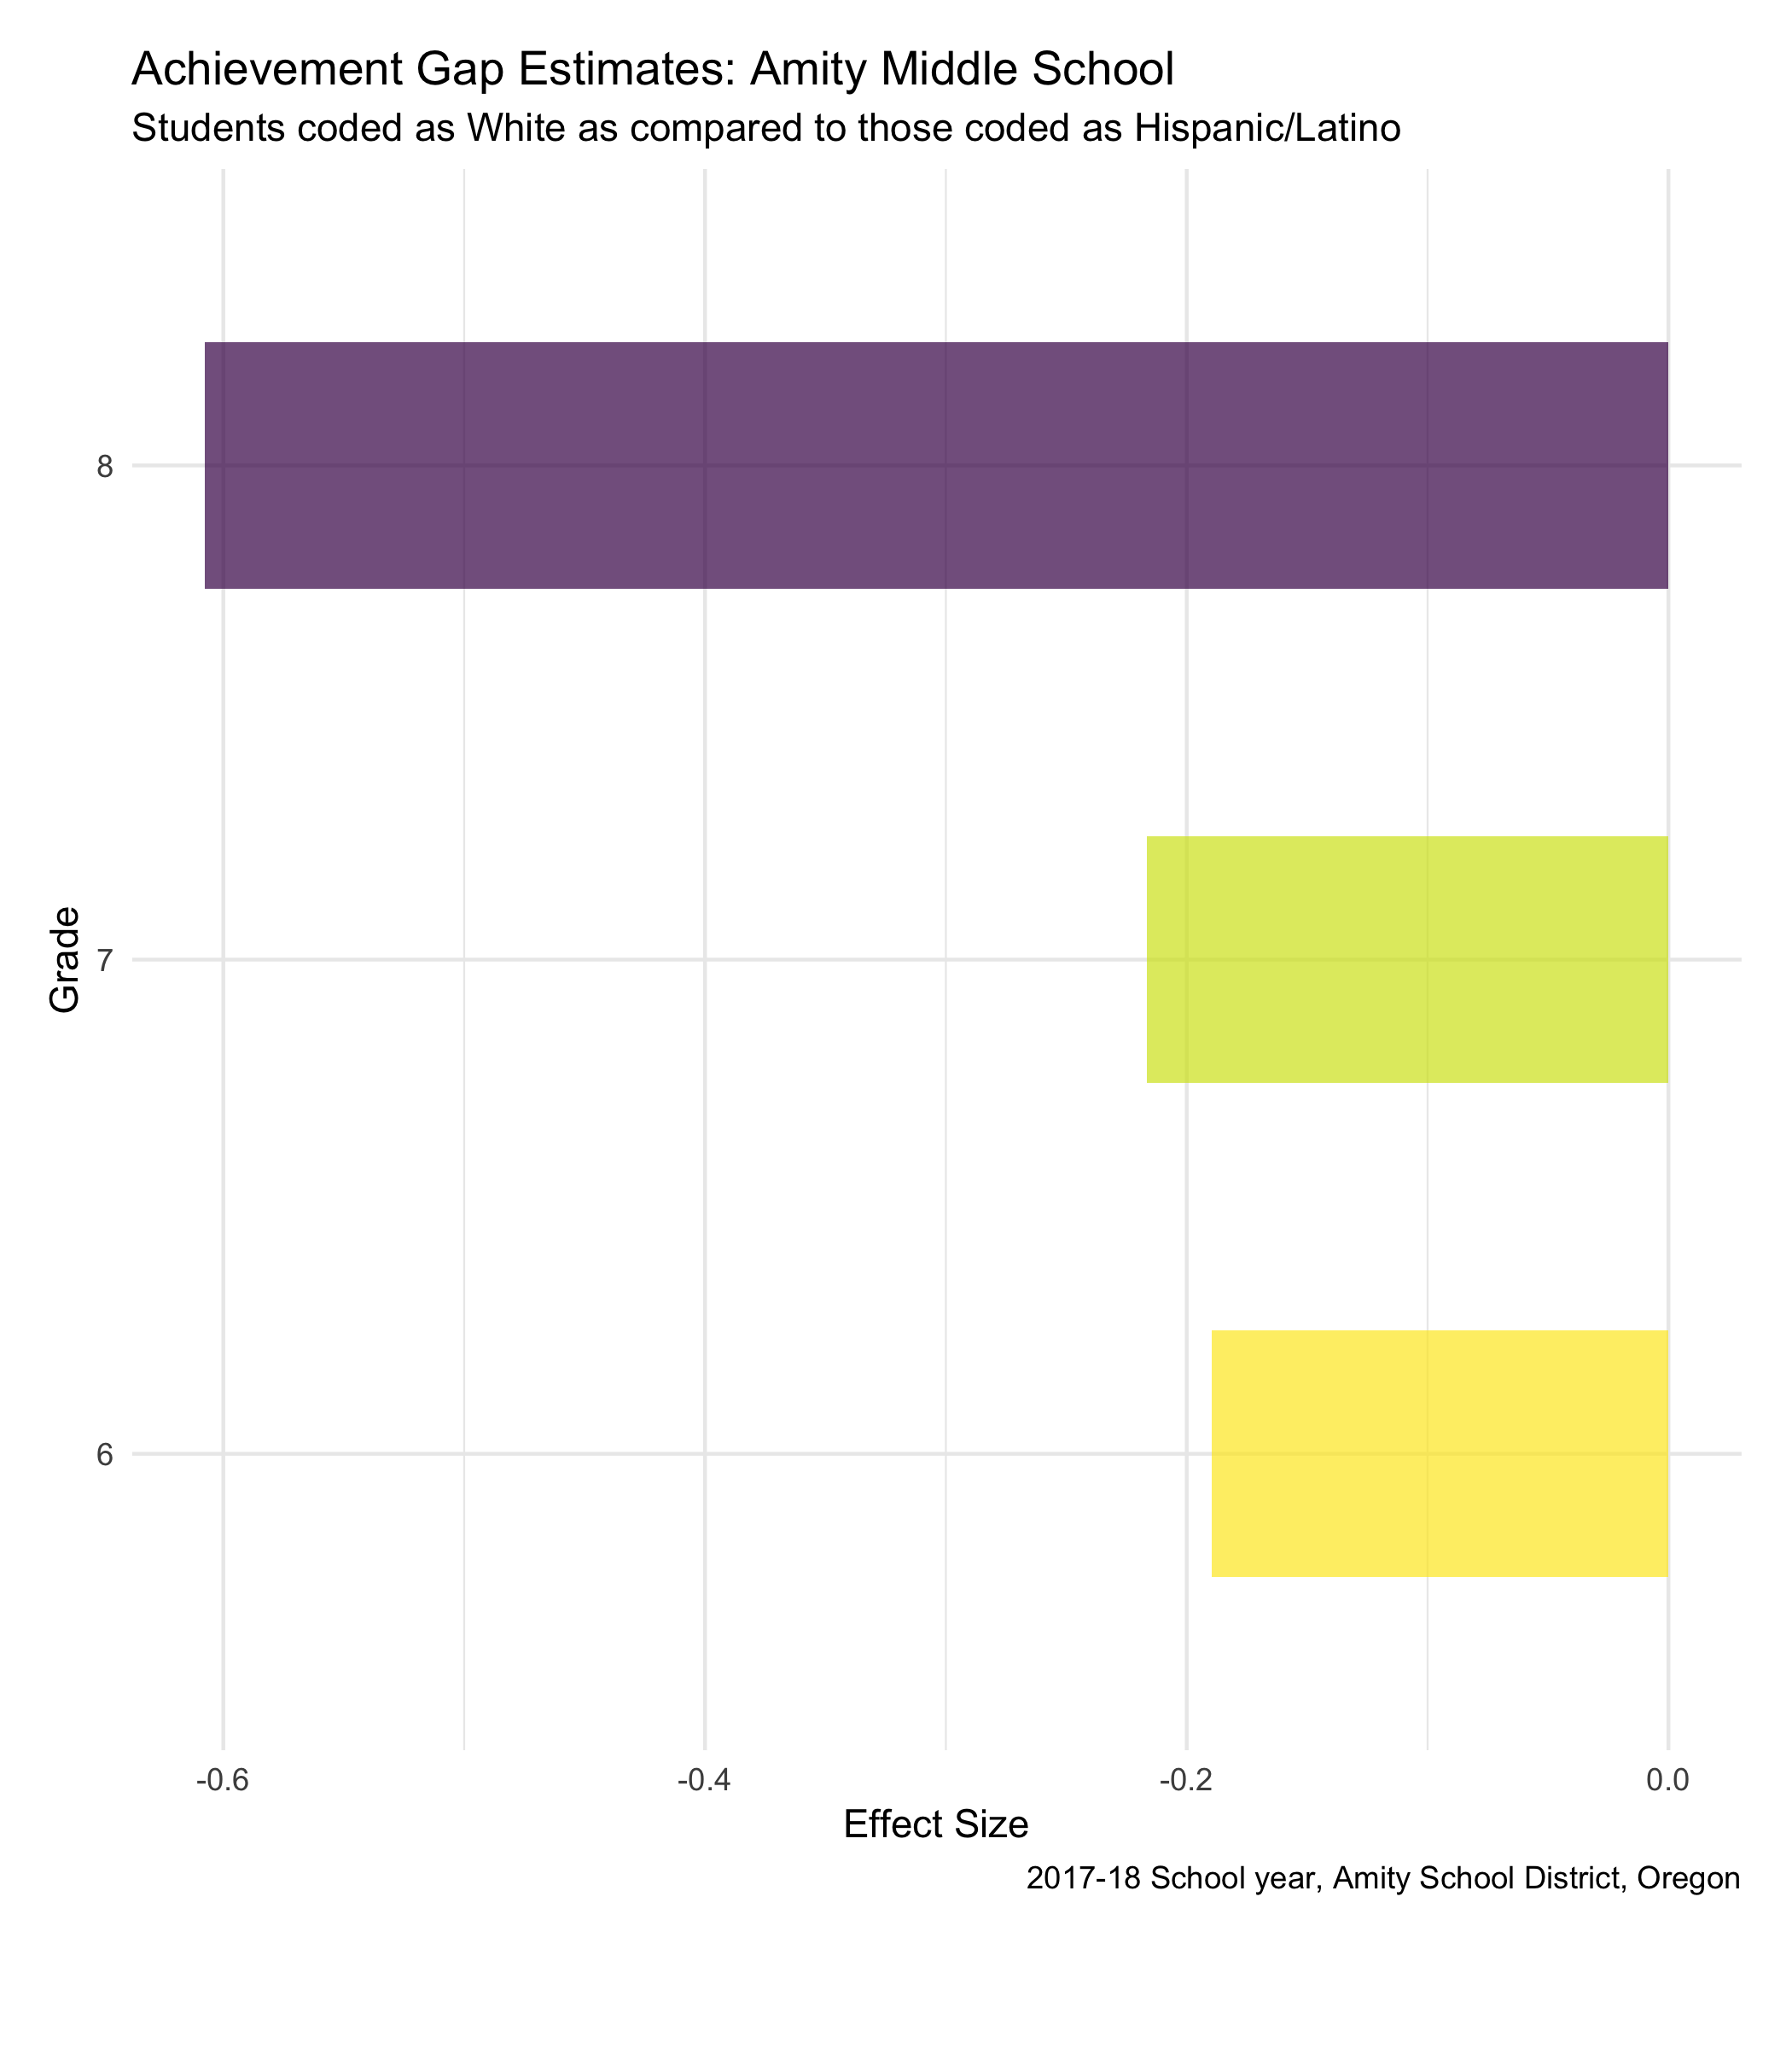 Achievement Gap Estimates: Amity Middle School
Students coded as White as compared to those coded as Hispanic/Latino
8
7
6
Grade
-0.6
-0.4
-0.2
0.0
Effect Size
2017-18 School year, Amity School District, Oregon